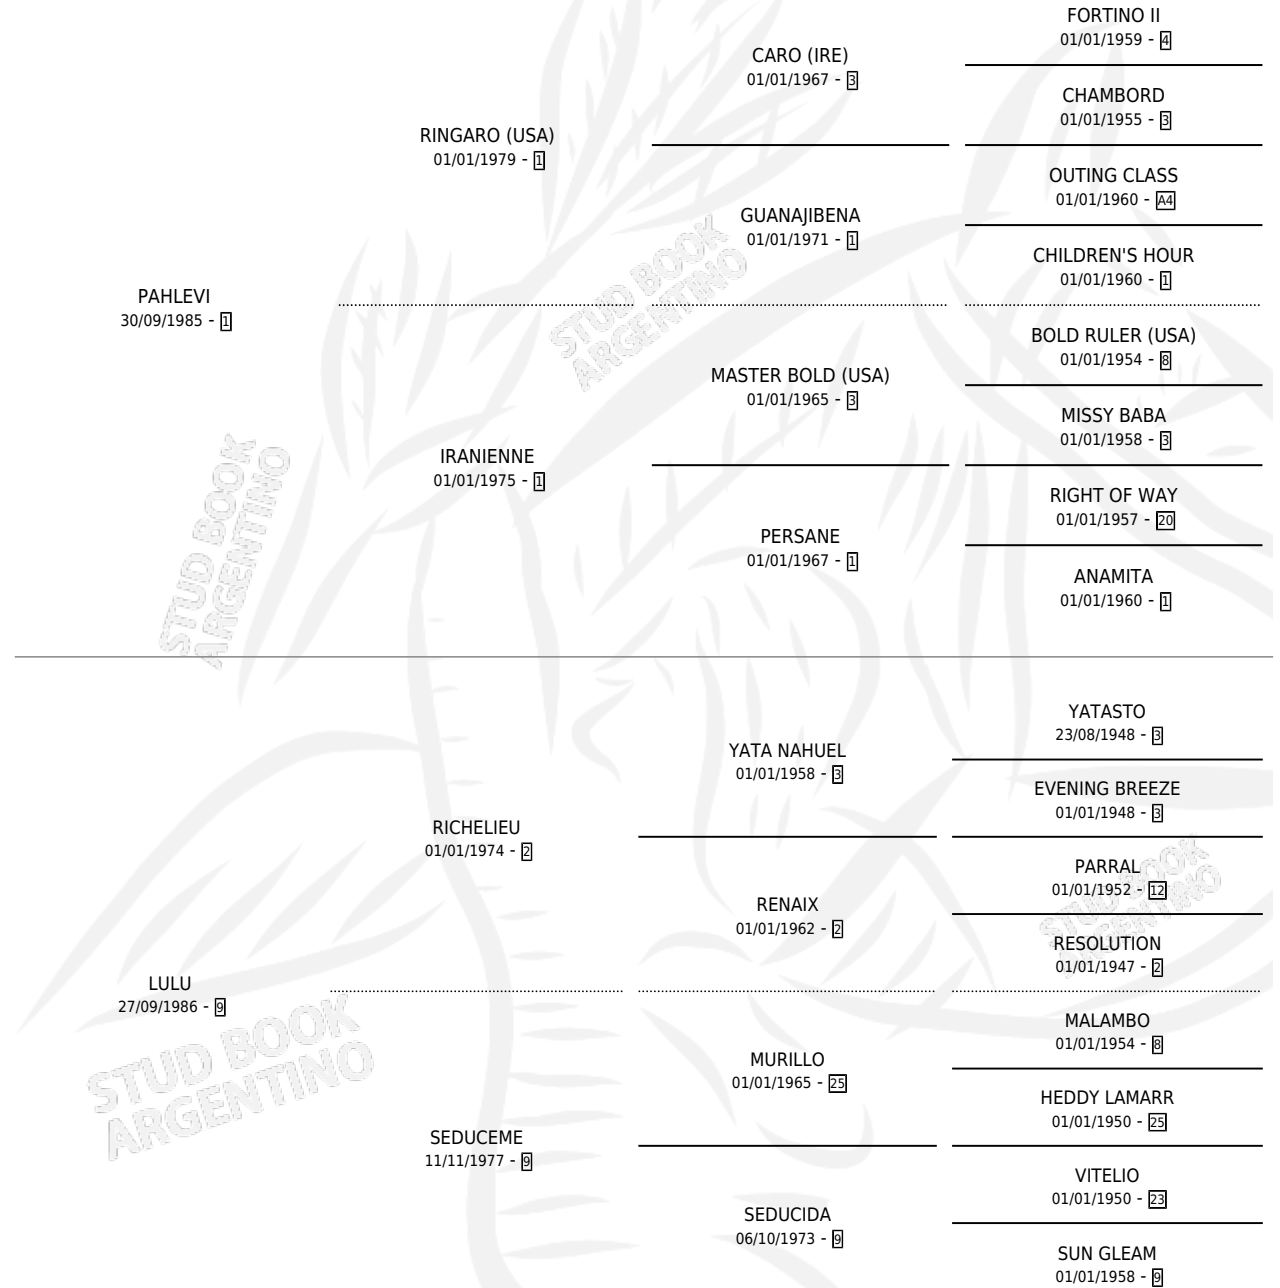 FORTINO II
01/01/1959 - 4
CARO (IRE)
01/01/1967 - 3
CHAMBORD
01/01/1955 - 3
RINGARO (USA)
01/01/1979 - 1
OUTING CLASS
01/01/1960 - A4
GUANAJIBENA
01/01/1971 - 1
CHILDREN'S HOUR
01/01/1960 - 1
PAHLEVI
30/09/1985 - 1
BOLD RULER (USA)
01/01/1954 - 8
MASTER BOLD (USA)
01/01/1965 - 3
MISSY BABA
01/01/1958 - 3
IRANIENNE
01/01/1975 - 1
RIGHT OF WAY
01/01/1957 - 20
PERSANE
01/01/1967 - 1
ANAMITA
01/01/1960 - 1
YATASTO
23/08/1948 - 3
YATA NAHUEL
01/01/1958 - 3
EVENING BREEZE
01/01/1948 - 3
RICHELIEU
01/01/1974 - 2
PARRAL
01/01/1952 - 12
RENAIX
01/01/1962 - 2
RESOLUTION
01/01/1947 - 2
LULU
27/09/1986 - 9
MALAMBO
01/01/1954 - 8
MURILLO
01/01/1965 - 25
HEDDY LAMARR
01/01/1950 - 25
SEDUCEME
11/11/1977 - 9
VITELIO
01/01/1950 - 23
SEDUCIDA
06/10/1973 - 9
SUN GLEAM
01/01/1958 - 9
STUD BOOK
ARGENTINO
STUD BOOK
ARGENTINO
STUD BOOK
ARGENTINO
STUD BOOK
ARGENTINO